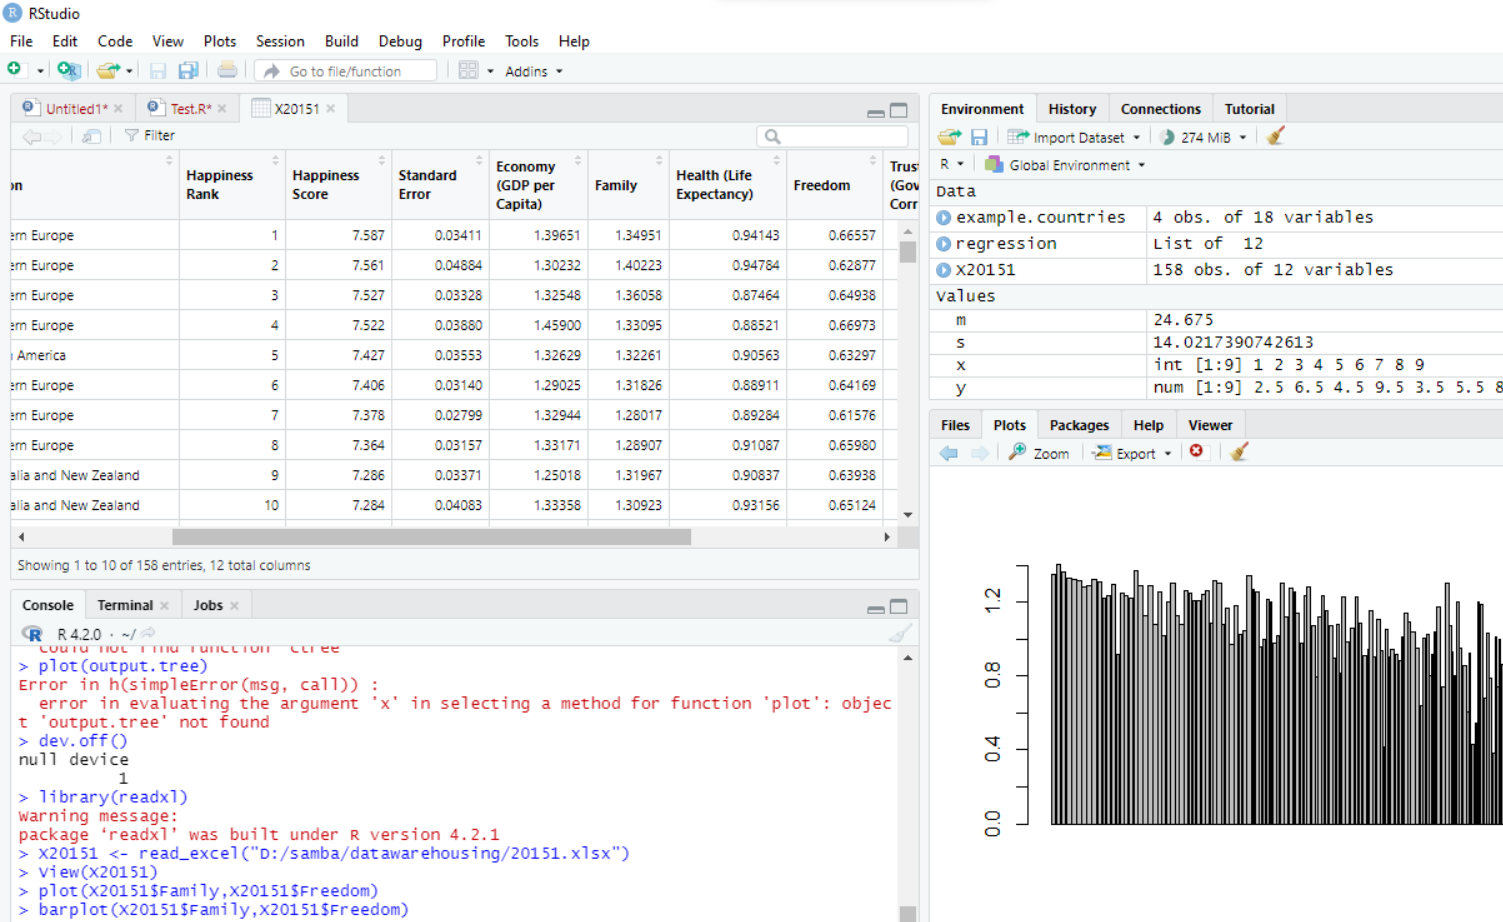 RStudio
File Edit Code View Plots Session Build Debug Profile Tools Help
Go to file/function Addins
Untitled1* Test.R* X20151
Filter
on Happiness Rank Happiness Score Standard Error Economy (GDP per Capita) Family Health (Life Expectancy) Freedom Trus (Gov Corr
ern Europe 1 7.587 0.03411 1.39651 1.34951 0.94143 0.66557
ern Europe 2 7.561 0.04884 1.30232 1.40223 0.94784 0.62877
ern Europe 3 7.527 0.03328 1.32548 1.36058 0.87464 0.64938
ern Europe 4 7.522 0.03880 1.45900 1.33095 0.88521 0.66973
America 5 7.427 0.03553 1.32629 1.32261 0.90563 0.63297
ern Europe 6 7.406 0.03140 1.29025 1.31826 0.88911 0.64169
ern Europe 7 7.378 0.02799 1.32944 1.28017 0.89284 0.61576
ern Europe 8 7.364 0.03157 1.33171 1.28907 0.91087 0.65980
alia and New Zealand 9 7.286 0.03371 1.25018 1.31967 0.90837 0.63938
alia and New Zealand 10 7.284 0.04083 1.33358 1.30923 0.93156 0.65124
Showing 1 to 10 of 158 entries, 12 total columns
Console Terminal Jobs
R 4.2.0 · ~/
could not find function "ctree"
> plot(output.tree)
Error in h(simpleError(msg, call)) :
error in evaluating the argument 'x' in selecting a method for function 'plot': objec
t 'output.tree' not found
> dev.off()
null device
1
> library(readxl)
Warning message:
package ‘readxl’ was built under R version 4.2.1
> X20151 <- read_excel("D:/samba/datawarehousing/20151.xlsx")
> View(X20151)
> plot(X20151$Family,X20151$Freedom)
> barplot(X20151$Family,X20151$Freedom)
Environment History Connections Tutorial
Import Dataset 274 MiB
R Global Environment
Data
example.countries 4 obs. of 18 variables
regression List of 12
X20151 158 obs. of 12 variables
Values
m 24.675
s 14.0217390742613
x int [1:9] 1 2 3 4 5 6 7 8 9
y num [1:9] 2.5 6.5 4.5 9.5 3.5 5.5 8
Files Plots Packages Help Viewer
Zoom Export
1.2
0.8
0.4
0.0